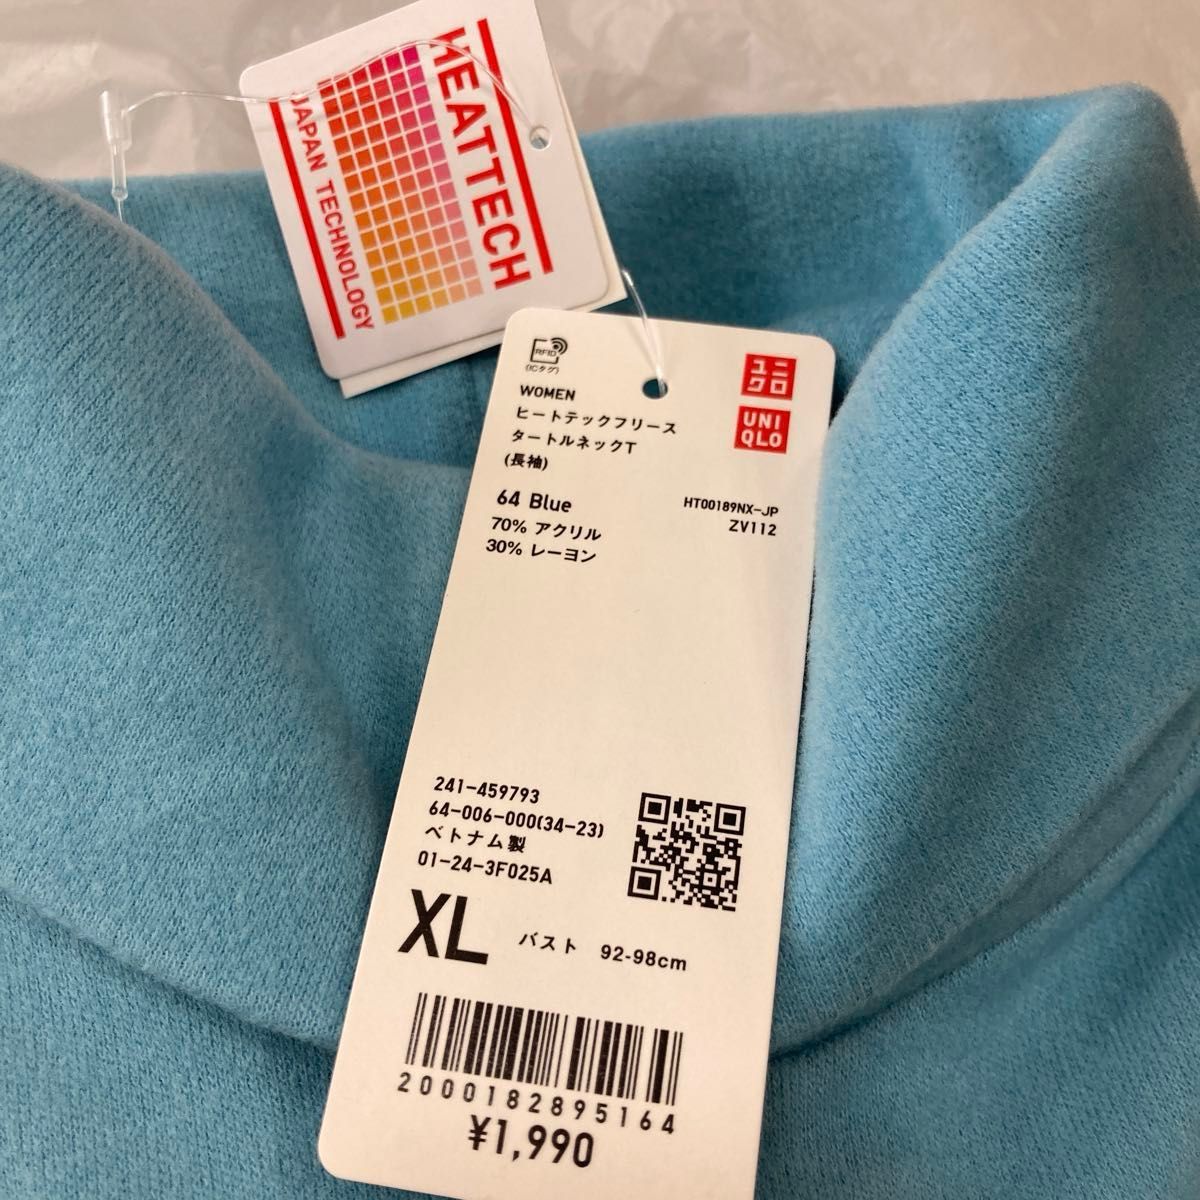 HEATTECH
JAPAN TECHNOLOGY
RFID
(ICタグ)
ユニ
クロ
UNI
QLO
WOMEN
ヒートテックフリース
タートルネックT
(長袖)
64 Blue
HT00189NX-JP
70% アクリル
ZV112
30% レーヨン
241-459793
64-006-000(34-23)
ベトナム製
01-24-3F025A
XL バスト 92-98cm
2000182895164
¥1,990